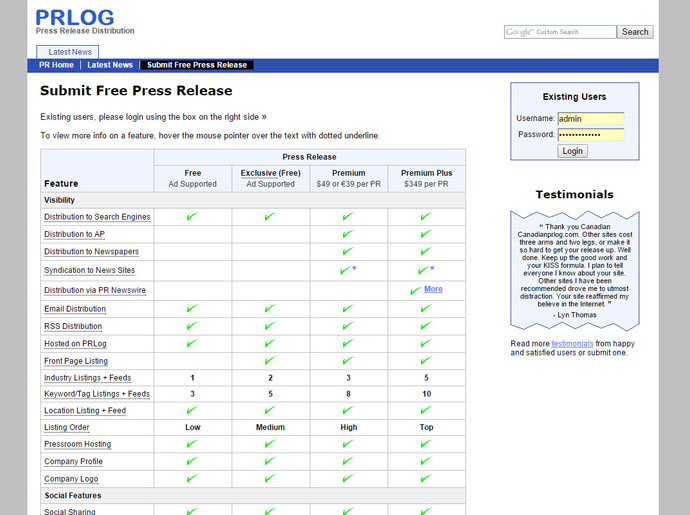 PRLOG
Press Release Distribution
Google™ Custom Search
Search
Latest News
PR Home
Latest News
Submit Free Press Release
Submit Free Press Release
Existing users, please login using the box on the right side »
To view more info on a feature, hover the mouse pointer over the text with dotted underline.
Press Release
Feature
Free
Ad Supported
Exclusive (Free)
Ad Supported
Premium
$49 or €39 per PR
Premium Plus
$349 per PR
Visibility
Distribution to Search Engines
Distribution to AP
Distribution to Newspapers
Syndication to News Sites * *
Distribution via PR Newswire More
Email Distribution
RSS Distribution
Hosted on PRLog
Front Page Listing
Industry Listings + Feeds 1 2 3 5
Keyword/Tag Listings + Feeds 3 5 8 10
Location Listing + Feed
Listing Order Low Medium High Top
Pressroom Hosting
Company Profile
Company Logo
Social Features
Social Sharing
Existing Users
Username: admin
Password: •••••••••••••
Login
Testimonials
“ Thank you Canadian
Canadianprlog.com. Other sites cost
three arms and two legs, or make it
so hard to get your release up. Well
done. Keep up the good work and
your KISS formula. I plan to tell
everyone I know about your site.
Other sites I have been
recommended drove me to utmost
distraction. Your site reaffirmed my
believe in the Internet. ”
- Lyn Thomas
Read more testimonials from happy
and satisfied users or submit one.